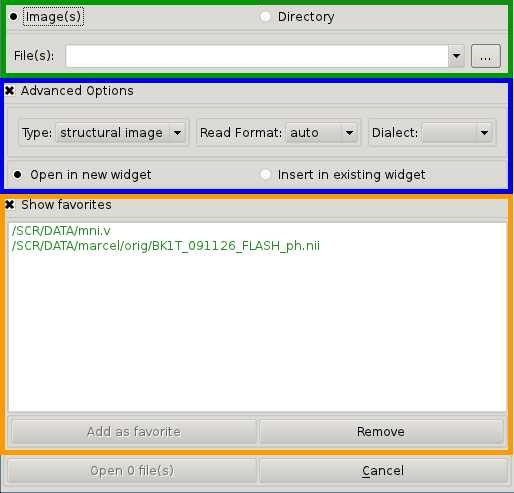 Image(s) Directory
File(s): ...
Advanced Options
Type: structural image Read Format: auto Dialect:
Open in new widget Insert in existing widget
Show favorites
/SCR/DATA/mni.v
/SCR/DATA/marcel/orig/BK1T_091126_FLASH_ph.nii
Add as favorite Remove
Open 0 file(s) Cancel